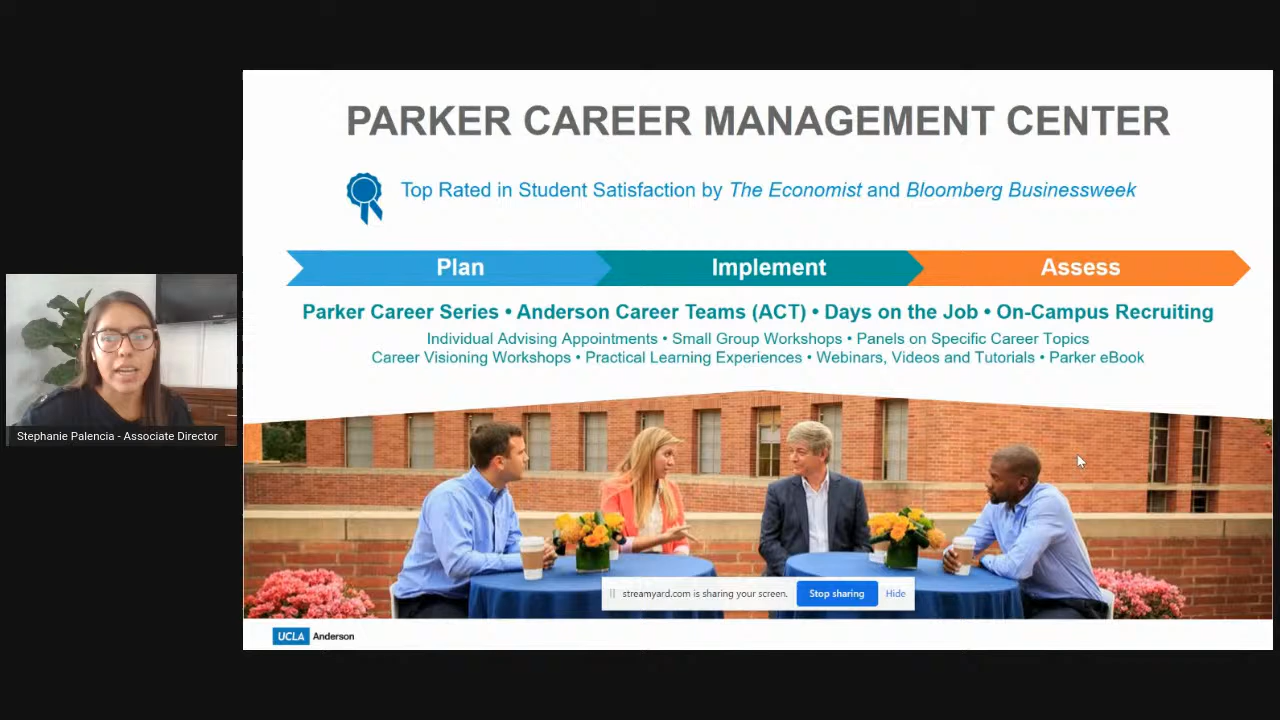 PARKER CAREER MANAGEMENT CENTER
Top Rated in Student Satisfaction by The Economist and Bloomberg Businessweek
Plan
Implement
Assess
Parker Career Series • Anderson Career Teams (ACT) • Days on the Job • On-Campus Recruiting
Individual Advising Appointments • Small Group Workshops • Panels on Specific Career Topics
Career Visioning Workshops • Practical Learning Experiences • Webinars, Videos and Tutorials • Parker eBook
Stephanie Palencia - Associate Director
streamyard.com is sharing your screen.
Stop sharing
Hide
UCLA Anderson